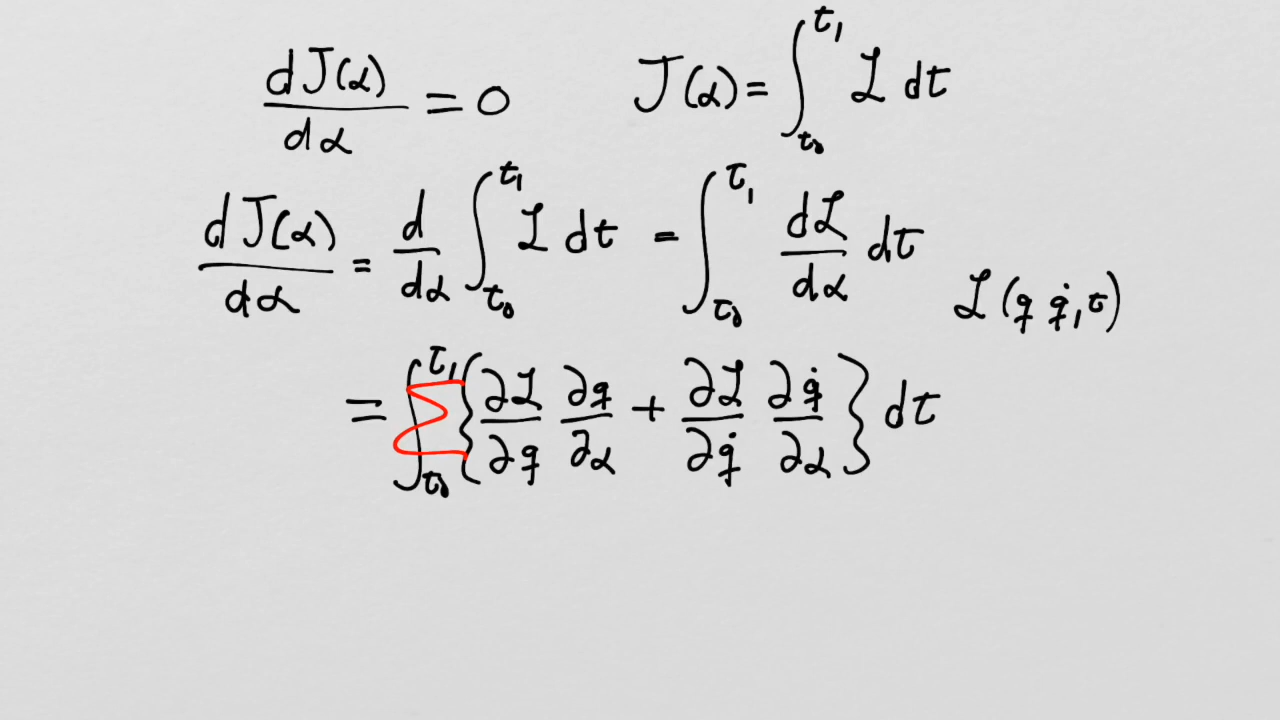 dJ(α)/dα = 0    J(α) = ∫_{t₀}^{t₁} ℒ dt
dJ(α)/dα = d/dα ∫_{t₀}^{t₁} ℒ dt = ∫_{t₀}^{t₁} dℒ/dα dt
ℒ(q q̇, t)
= ∫_{t₀}^{t₁} Σ {∂ℒ/∂q ∂q/∂α + ∂ℒ/∂q̇ ∂q̇/∂α} dt